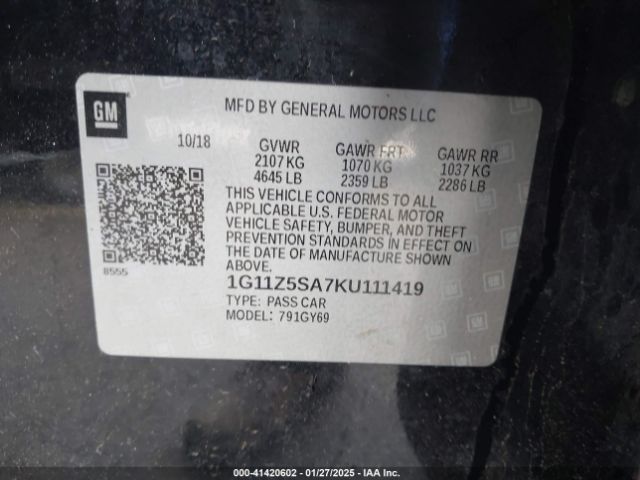 GM
MFD BY GENERAL MOTORS LLC
10/18 GVWR GAWR FRT GAWR RR
2107 KG 1070 KG 1037 KG
4645 LB 2359 LB 2286 LB
THIS VEHICLE CONFORMS TO ALL
APPLICABLE U.S. FEDERAL MOTOR
VEHICLE SAFETY, BUMPER, AND THEFT
PREVENTION STANDARDS IN EFFECT ON
THE DATE OF MANUFACTURE SHOWN
ABOVE.
8555
1G11Z5SA7KU111419
TYPE: PASS CAR
MODEL: 791GY69
000-41420602 - 01/27/2025 - IAA Inc.